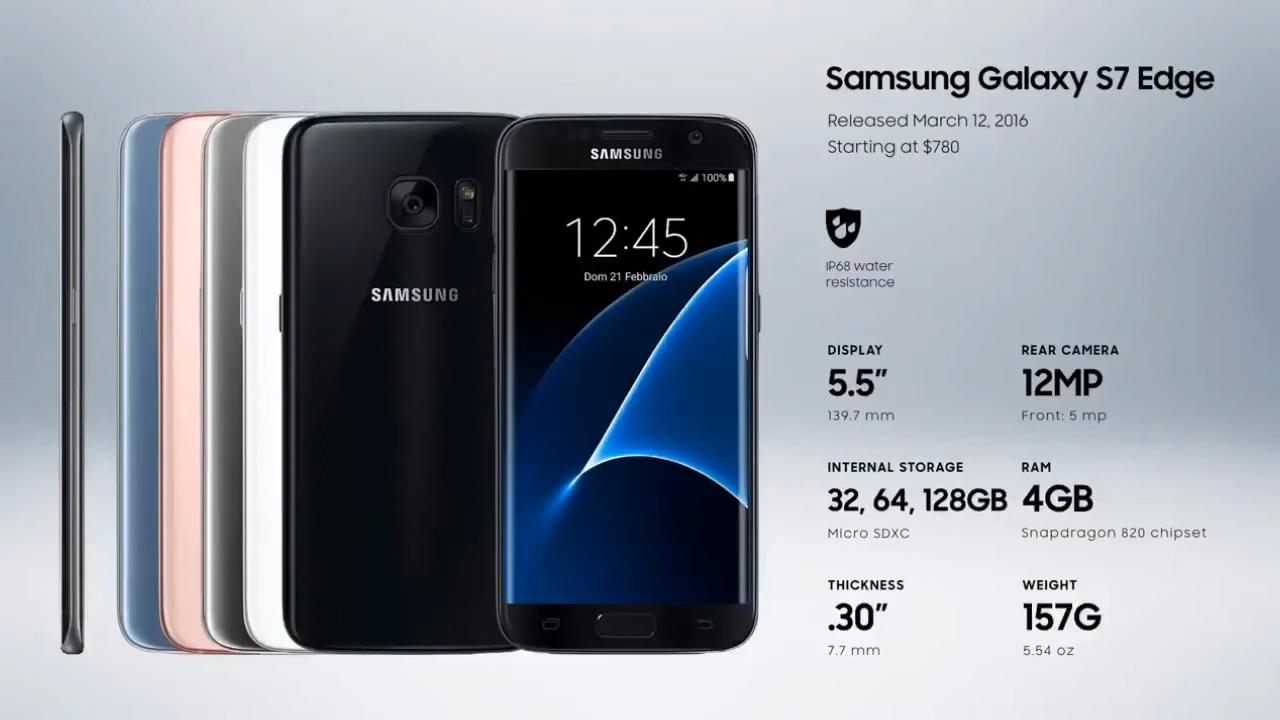 Samsung Galaxy S7 Edge
Released March 12, 2016
Starting at $780
SAMSUNG
100%
12:45
Dom 21 Febbraio
SAMSUNG
IP68 water
resistance
DISPLAY
5.5”
139.7 mm
REAR CAMERA
12MP
Front: 5 mp
INTERNAL STORAGE
32, 64, 128GB
Micro SDXC
RAM
4GB
Snapdragon 820 chipset
THICKNESS
.30”
7.7 mm
WEIGHT
157G
5.54 oz